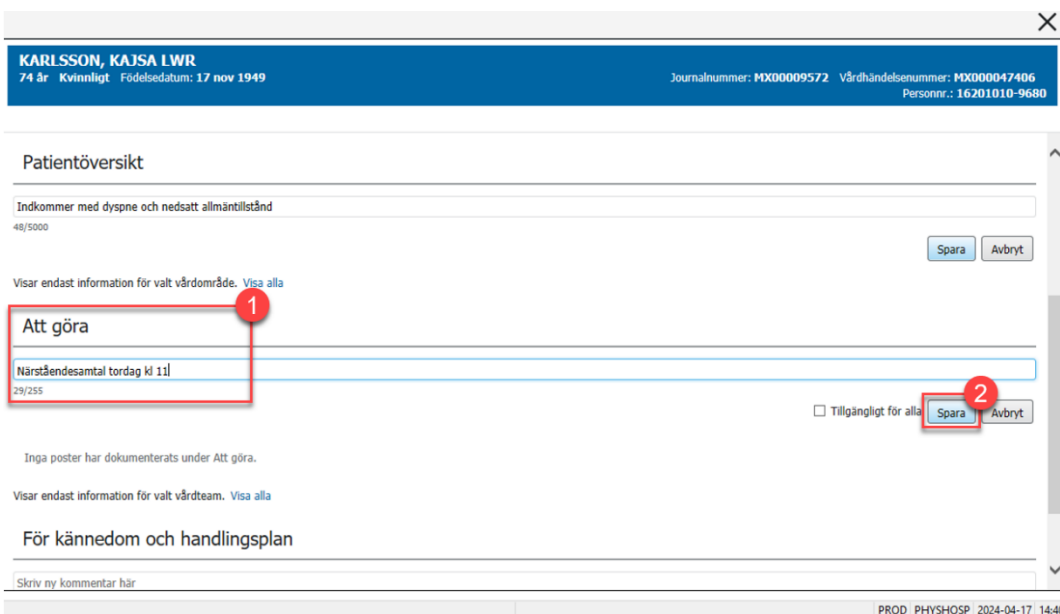 KARLSSON, KAJSA LWR
74 år Kvinnligt Födelsedatum: 17 nov 1949
Journalnummer: MX00009572 Vårdhändelsenummer: MX000047406
Personnr.: 16201010-9680
Patientöversikt
Indkommer med dyspne och nedsatt allmäntillstånd
48/5000
Spara Avbryt
Visar endast information för valt vårdområde. Visa alla
1
Att göra
Närståendesamtal tordag kl 11
29/255
2
Tillgängligt för alla Spara Avbryt
Inga poster har dokumenterats under Att göra.
Visar endast information för valt vårdteam. Visa alla
För kännedom och handlingsplan
Skriv ny kommentar här
PROD PHYSHOSP 2024-04-17